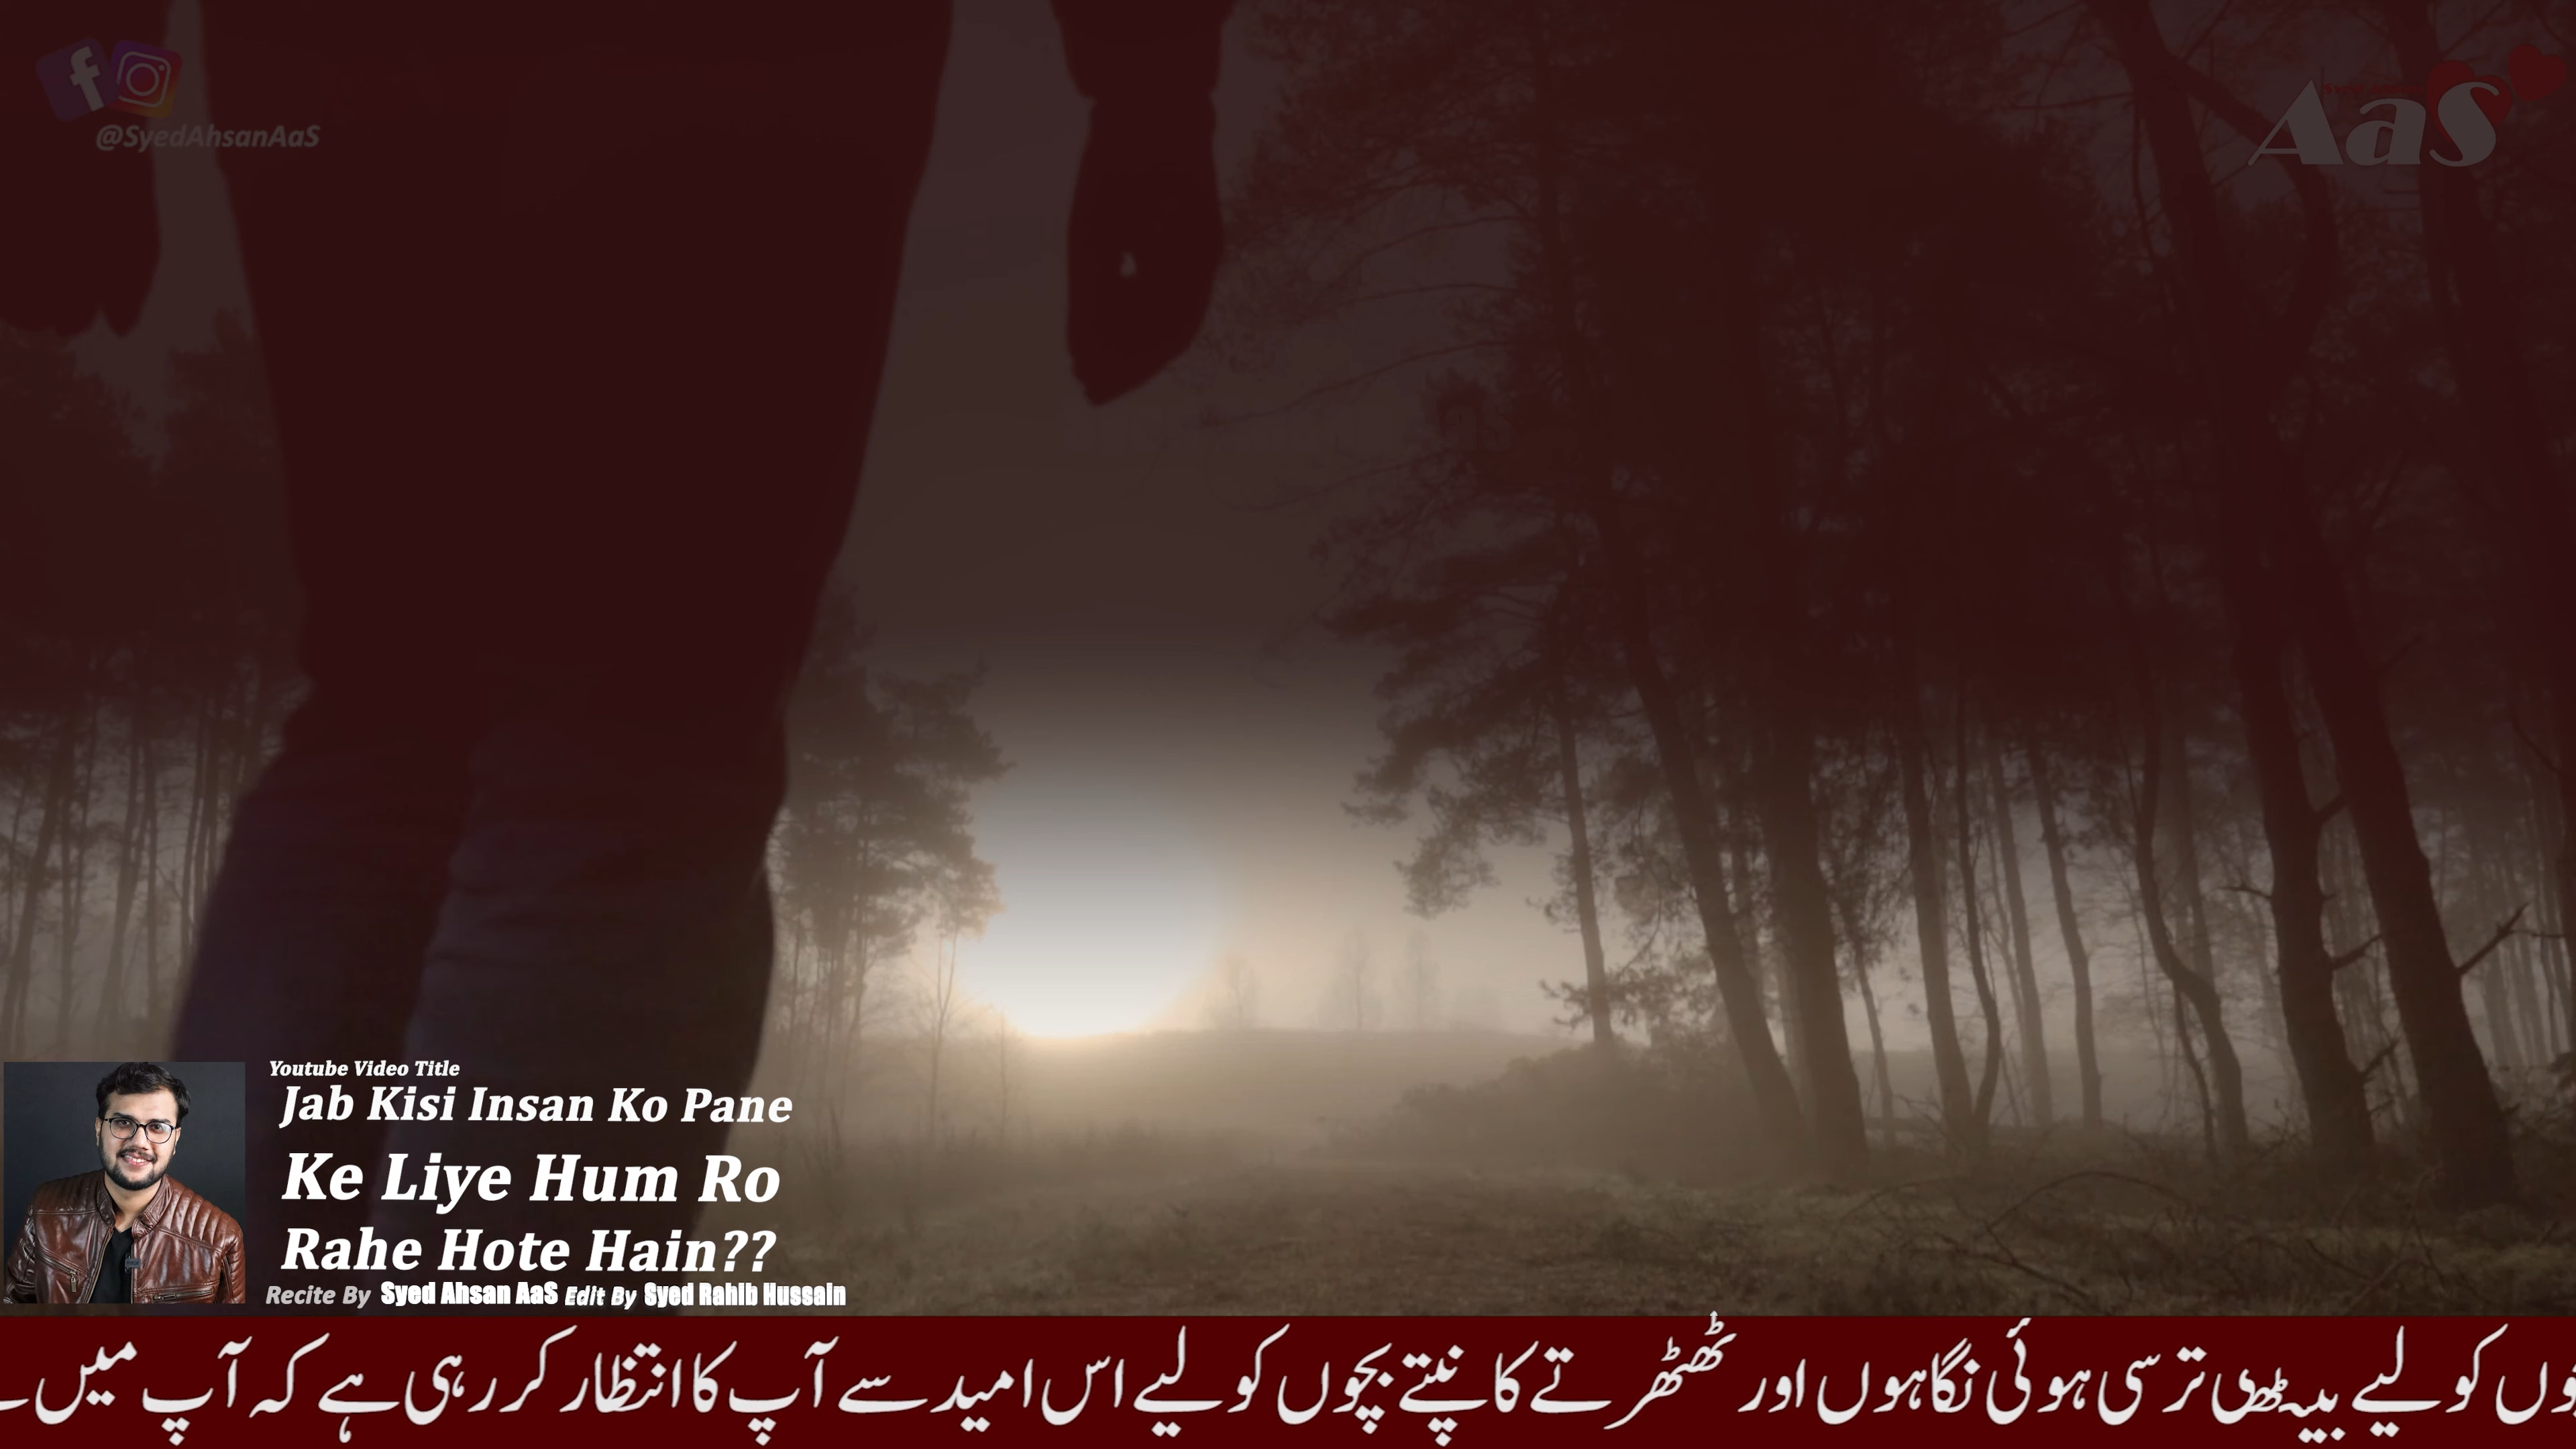 @SyedAhsanAaS
AaS
Youtube Video Title
Jab Kisi Insan Ko Pane
Ke Liye Hum Ro
Rahe Hote Hain??
Recite By Syed Ahsan AaS Edit By Syed Rahib Hussain
کو لیے بیٹھی ترسی ہوئی نگاہوں اور ٹھٹھرتے کانپتے بچوں کو لیے اس امید سے آپ کا انتظار کر رہی ہے کہ آپ میں